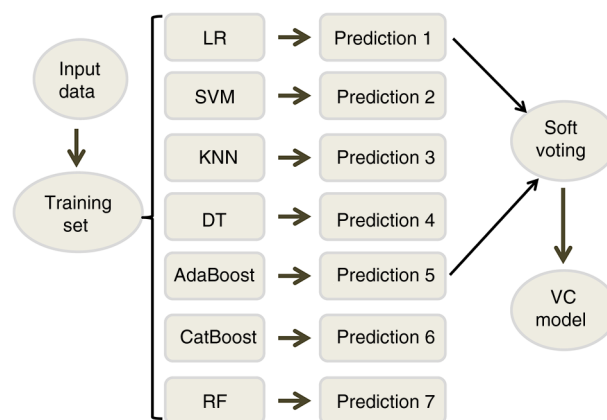 Input
data
Training
set
LR
Prediction 1
SVM
Prediction 2
KNN
Prediction 3
DT
Prediction 4
AdaBoost
Prediction 5
CatBoost
Prediction 6
RF
Prediction 7
Soft
voting
VC
model